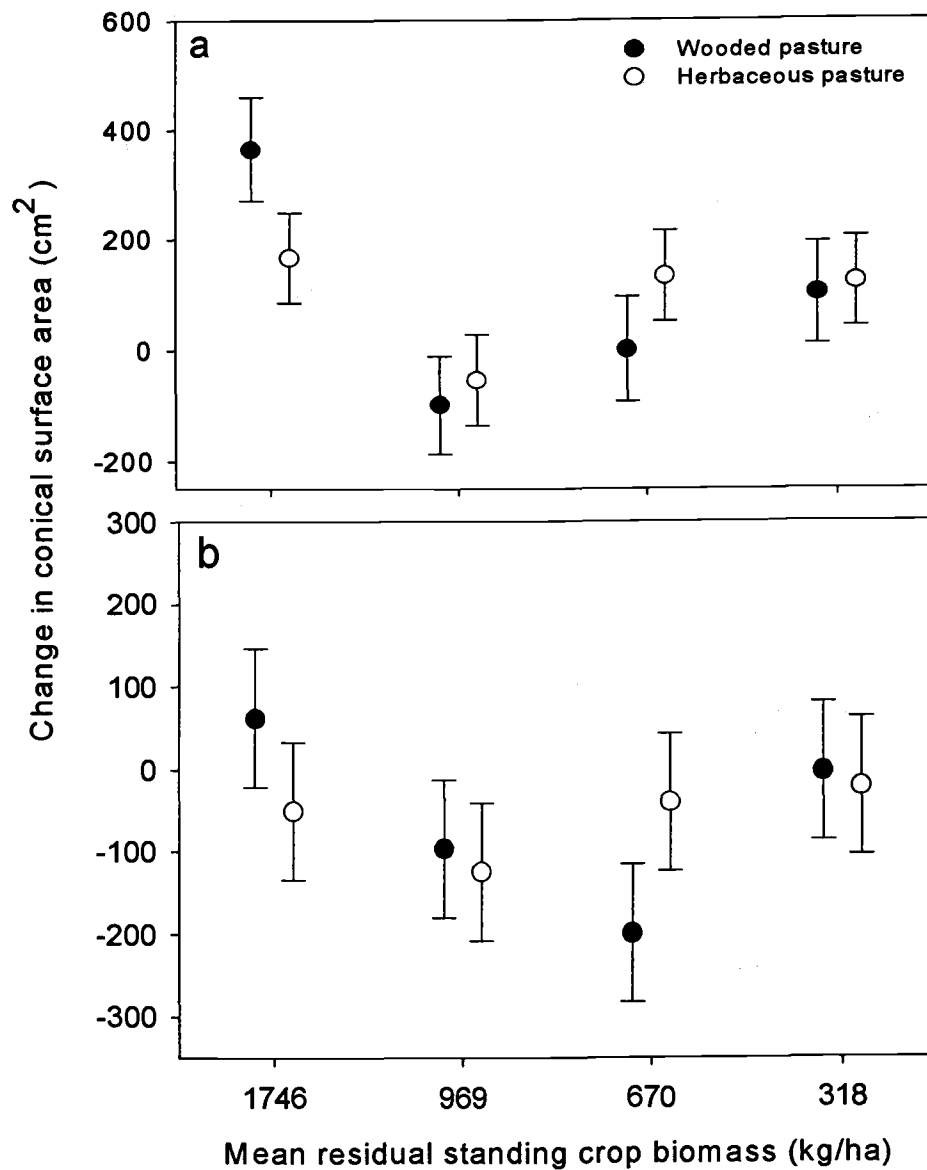 a
Wooded pasture
Herbaceous pasture
600
400
200
0
-200
Change in conical surface area (cm²)
b
300
200
100
0
-100
-200
-300
1746 969 670 318
Mean residual standing crop biomass (kg/ha)